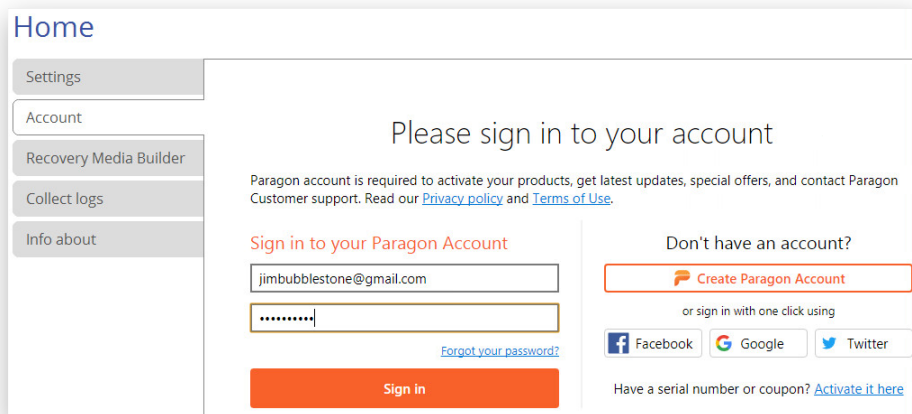 Home
Settings
Account
Recovery Media Builder
Collect logs
Info about
Please sign in to your account
Paragon account is required to activate your products, get latest updates, special offers, and contact Paragon
Customer support. Read our Privacy policy and Terms of Use.
Sign in to your Paragon Account
jimbubblestone@gmail.com
••••••••••
Forgot your password?
Sign in
Don't have an account?
Create Paragon Account
or sign in with one click using
Facebook
Google
Twitter
Have a serial number or coupon? Activate it here